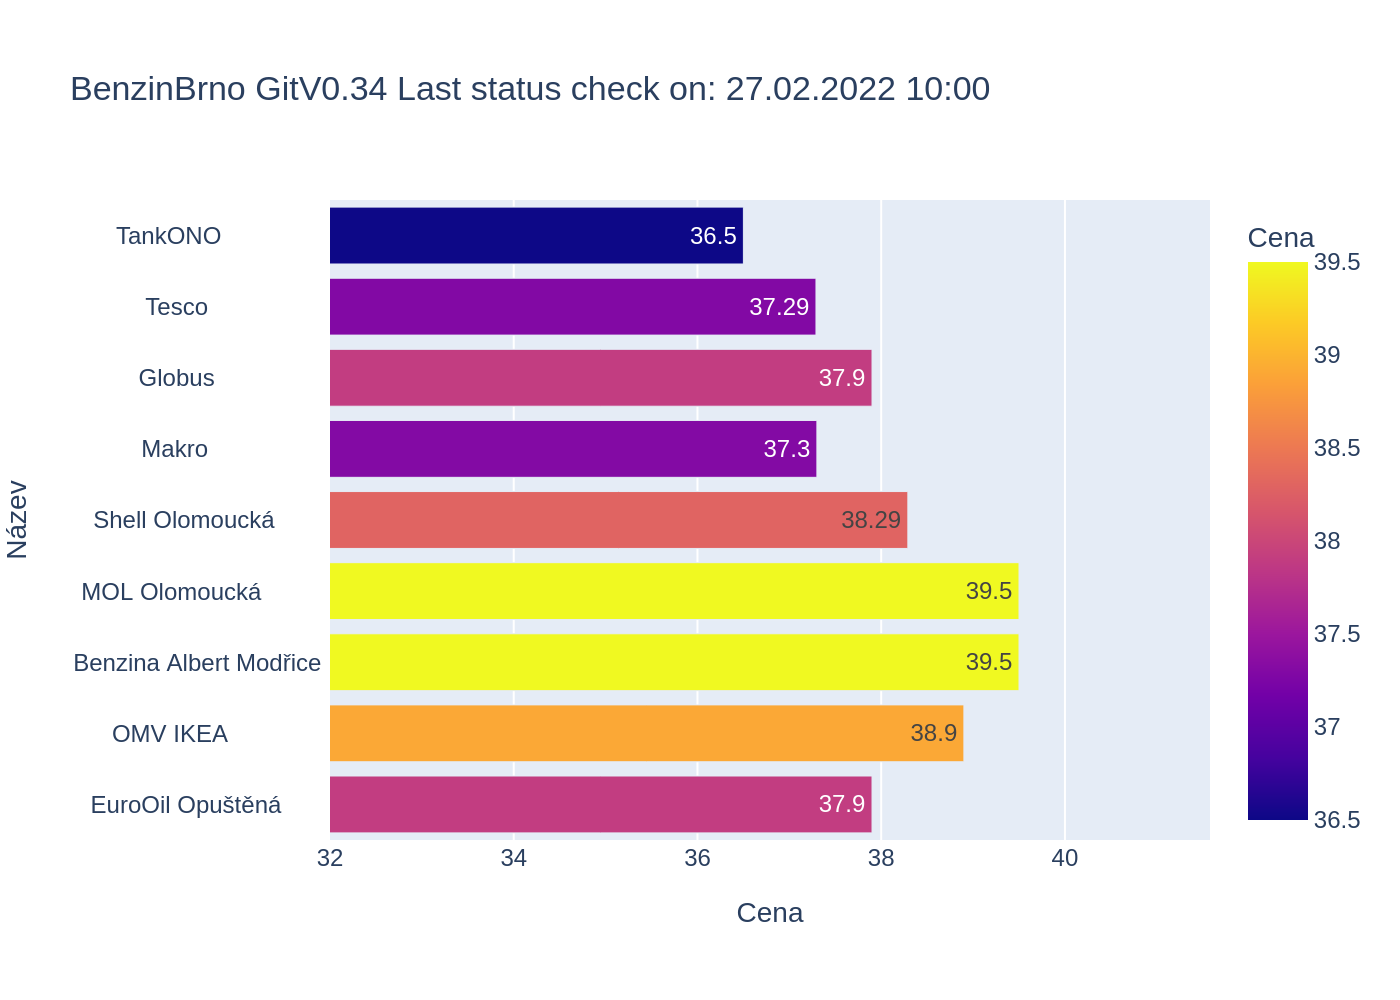 BenzinBrno GitV0.34 Last status check on: 27.02.2022 10:00
Název
TankONO
36.5
Tesco
37.29
Globus
37.9
Makro
37.3
Shell Olomoucká
38.29
MOL Olomoucká
39.5
Benzina Albert Modřice
39.5
OMV IKEA
38.9
EuroOil Opuštěná
37.9
32 34 36 38 40
Cena
Cena
39.5
39
38.5
38
37.5
37
36.5